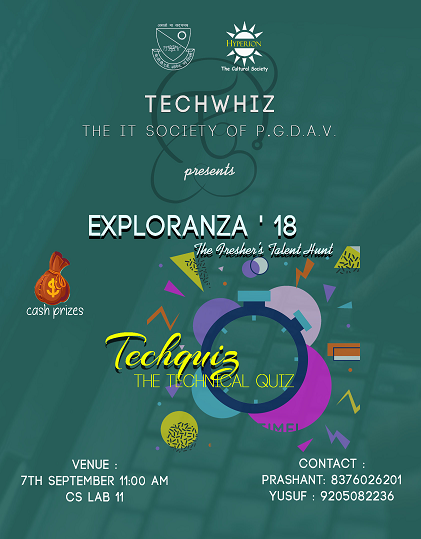 HYPERION
The Cultural Society
TECHWHIZ
THE IT SOCIETY OF P.G.D.A.V.
presents
EXPLORANZA ' 18
The Fresher's Talent Hunt
cash prizes
Techquiz
THE TECHNICAL QUIZ
VENUE :
7TH SEPTEMBER 11:00 AM
CS LAB 11
CONTACT :
PRASHANT: 8376026201
YUSUF : 9205082236